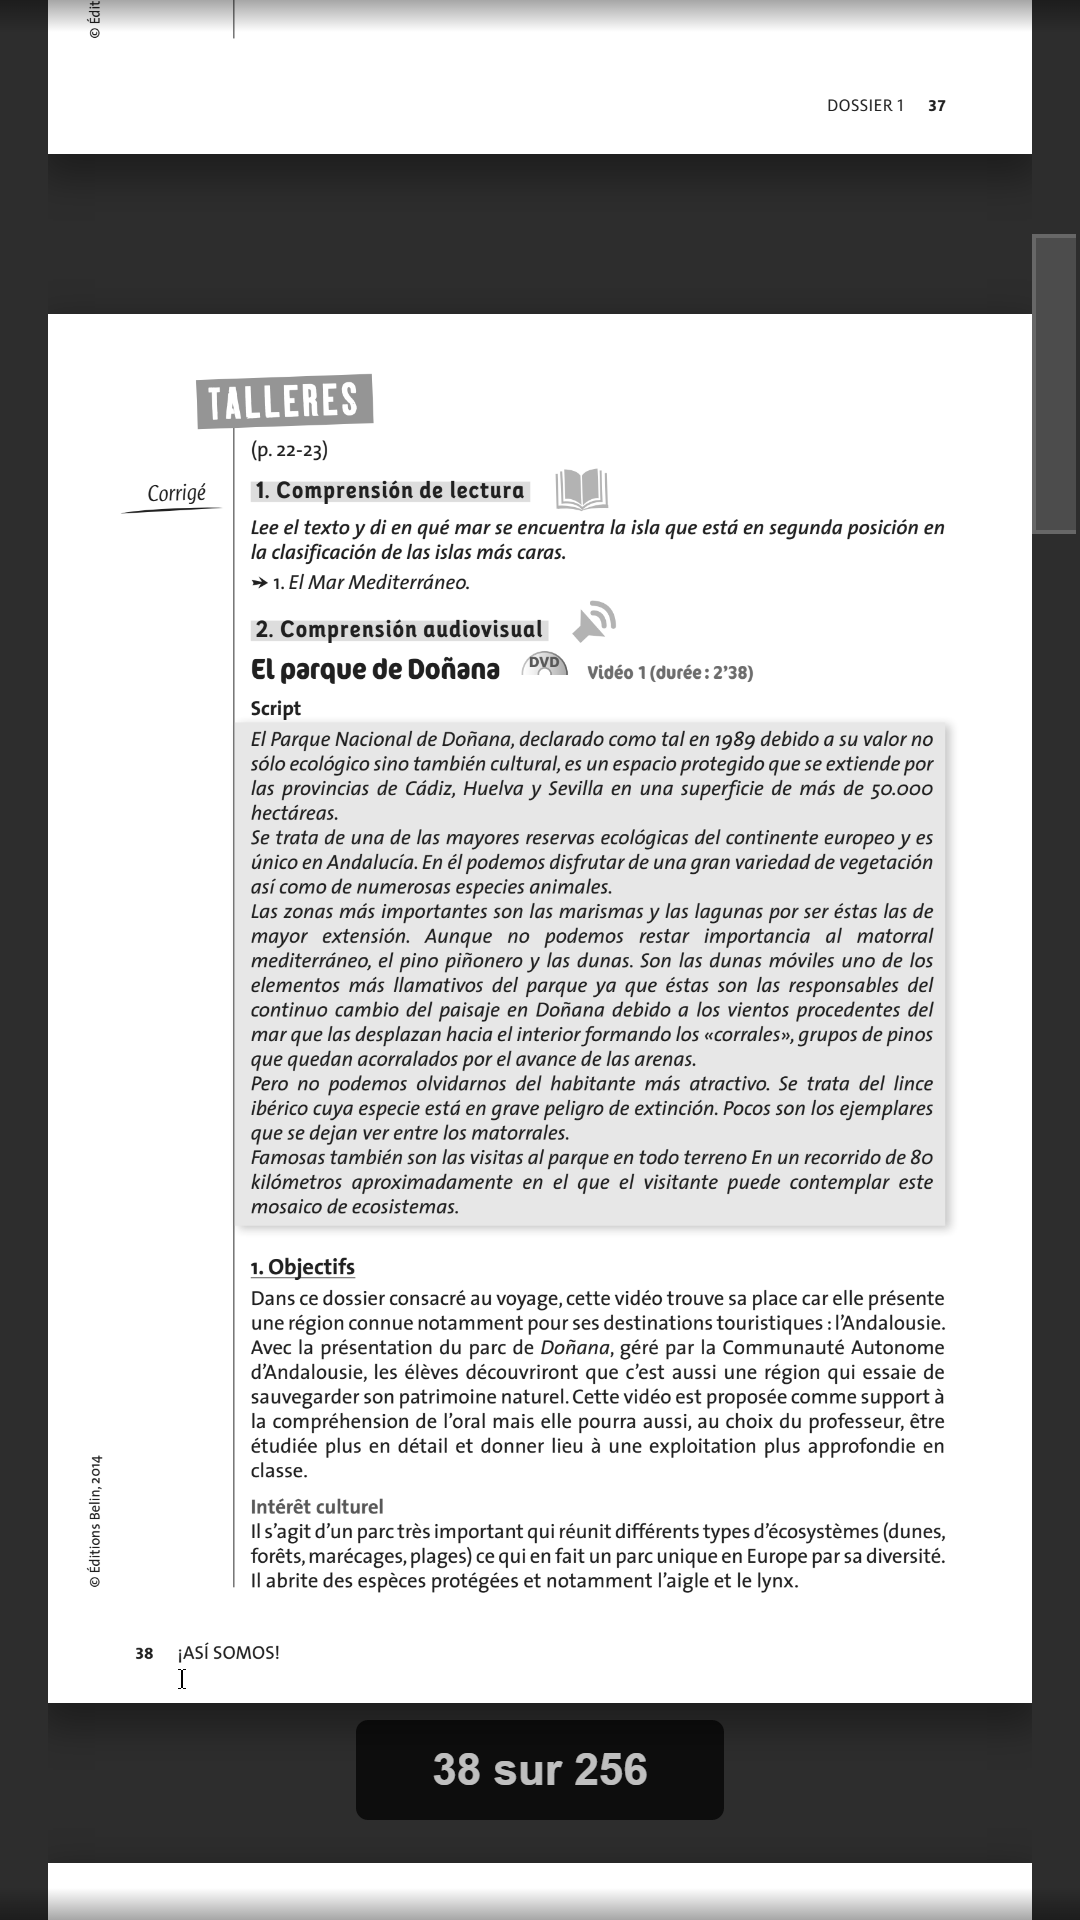 © Édit
DOSSIER 1 37
TALLERES
(p. 22-23)
Corrigé
1. Comprensión de lectura
Lee el texto y di en qué mar se encuentra la isla que está en segunda posición en
la clasificación de las islas más caras.
➔ 1. El Mar Mediterráneo.
2. Comprensión audiovisual
El parque de Doñana DVD Vidéo 1 (durée : 2’38)
Script
El Parque Nacional de Doñana, declarado como tal en 1989 debido a su valor no
sólo ecológico sino también cultural, es un espacio protegido que se extiende por
las provincias de Cádiz, Huelva y Sevilla en una superficie de más de 50.000
hectáreas.
Se trata de una de las mayores reservas ecológicas del continente europeo y es
único en Andalucía. En él podemos disfrutar de una gran variedad de vegetación
así como de numerosas especies animales.
Las zonas más importantes son las marismas y las lagunas por ser éstas las de
mayor extensión. Aunque no podemos restar importancia al matorral
mediterráneo, el pino piñonero y las dunas. Son las dunas móviles uno de los
elementos más llamativos del parque ya que éstas son las responsables del
continuo cambio del paisaje en Doñana debido a los vientos procedentes del
mar que las desplazan hacia el interior formando los «corrales», grupos de pinos
que quedan acorralados por el avance de las arenas.
Pero no podemos olvidarnos del habitante más atractivo. Se trata del lince
ibérico cuya especie está en grave peligro de extinción. Pocos son los ejemplares
que se dejan ver entre los matorrales.
Famosas también son las visitas al parque en todo terreno En un recorrido de 80
kilómetros aproximadamente en el que el visitante puede contemplar este
mosaico de ecosistemas.
1. Objectifs
Dans ce dossier consacré au voyage, cette vidéo trouve sa place car elle présente
une région connue notamment pour ses destinations touristiques : l’Andalousie.
Avec la présentation du parc de Doñana, géré par la Communauté Autonome
d’Andalousie, les élèves découvriront que c’est aussi une région qui essaie de
sauvegarder son patrimoine naturel. Cette vidéo est proposée comme support à
la compréhension de l’oral mais elle pourra aussi, au choix du professeur, être
étudiée plus en détail et donner lieu à une exploitation plus approfondie en
classe.
Intérêt culturel
Il s’agit d’un parc très important qui réunit différents types d’écosystèmes (dunes,
forêts, marécages, plages) ce qui en fait un parc unique en Europe par sa diversité.
Il abrite des espèces protégées et notamment l’aigle et le lynx.
© Éditions Belin, 2014
38 ¡ASÍ SOMOS!
38 sur 256